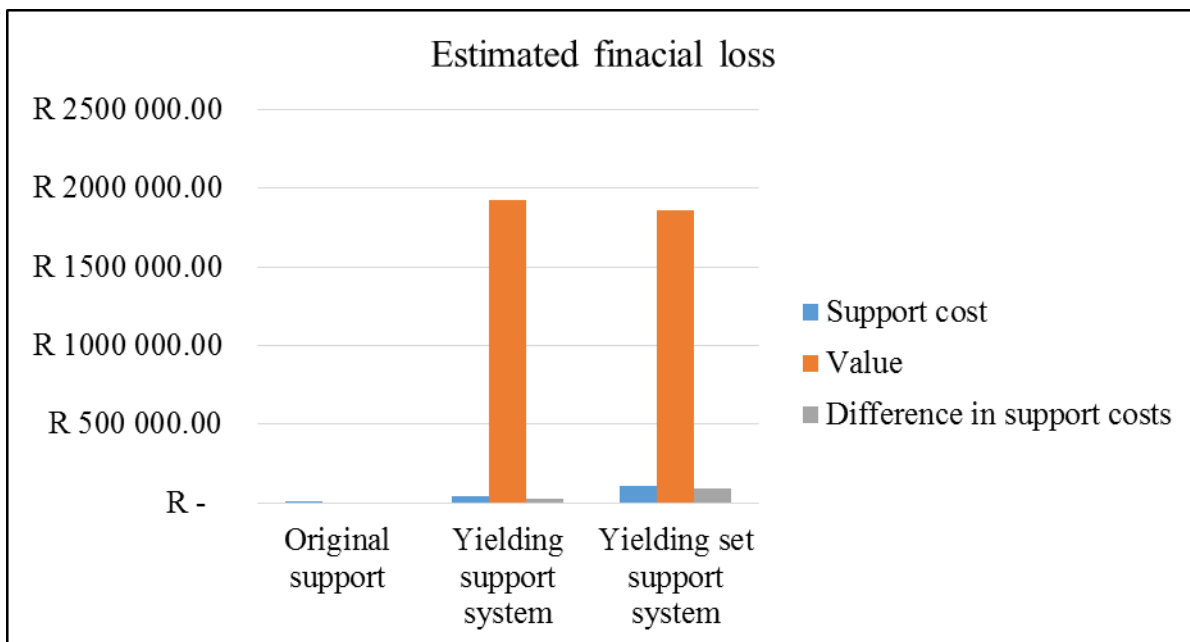 Estimated finacial loss
R 2500 000.00
R 2000 000.00
R 1500 000.00
R 1000 000.00
R 500 000.00
R -
Original
support
Yielding
support
system
Yielding set
support
system
Support cost
Value
Difference in support costs